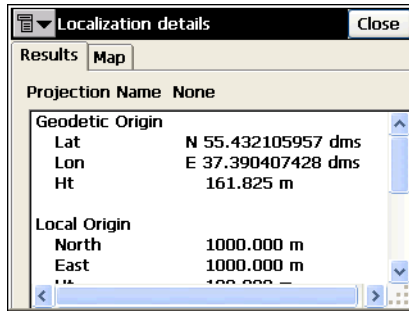 Localization details Close
Results Map
Projection Name None
Geodetic Origin
Lat N 55.432105957 dms
Lon E 37.390407428 dms
Ht 161.825 m
Local Origin
North 1000.000 m
East 1000.000 m